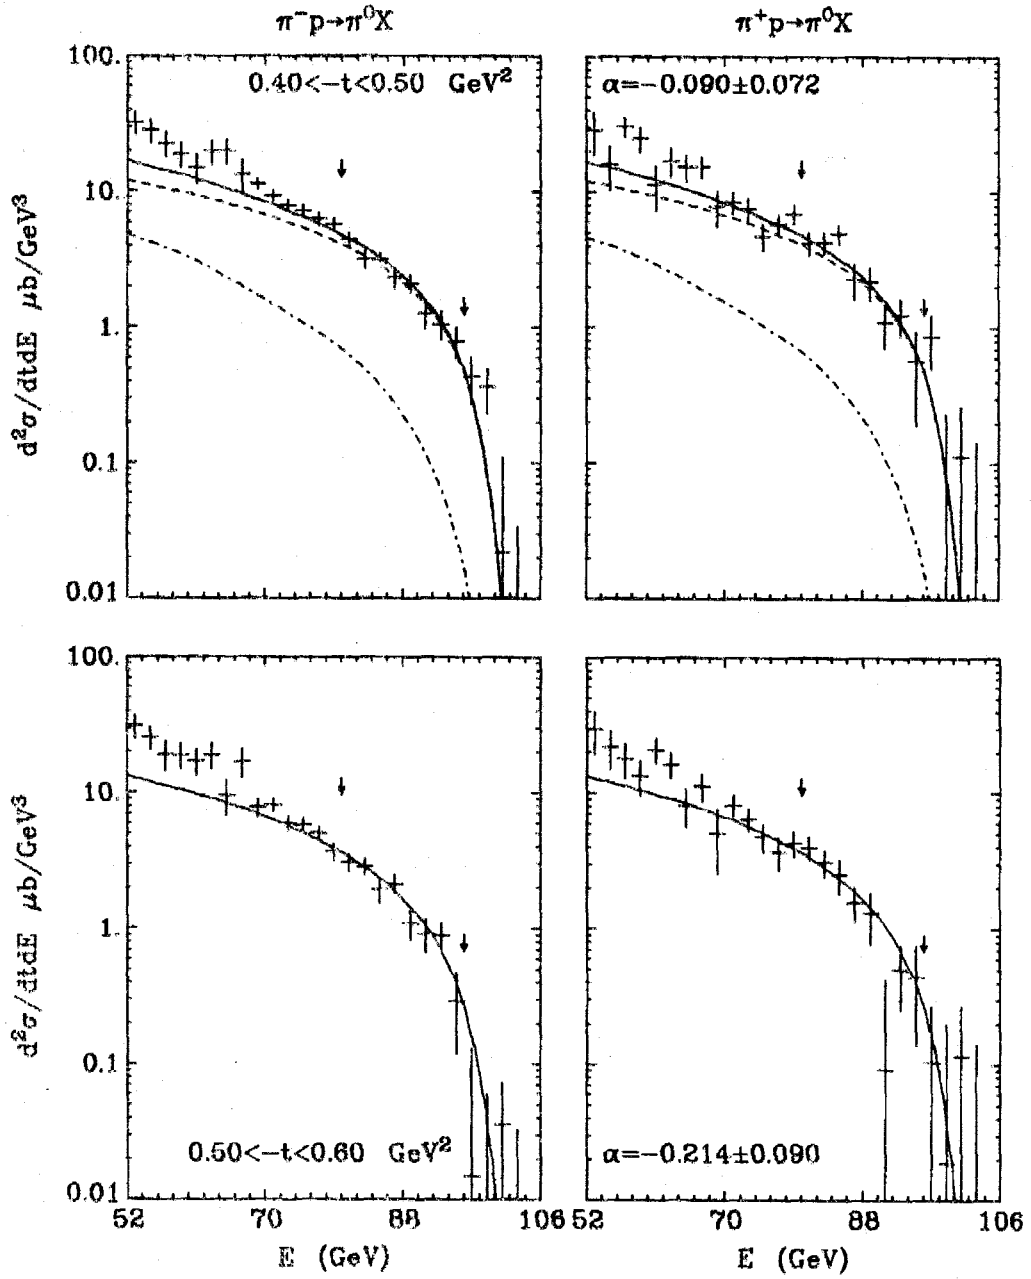 π⁻p→π⁰X
π⁺p→π⁰X
0.40<−t<0.50 GeV²
α=−0.090±0.072
100.
10.
1.
0.1
0.01
d²σ/dtdE μb/GeV³
100.
10.
1.
0.1
0.01
d²σ/dtdE μb/GeV³
0.50<−t<0.60 GeV²
α=−0.214±0.090
52 70 88 106
52 70 88 106
E (GeV)
E (GeV)